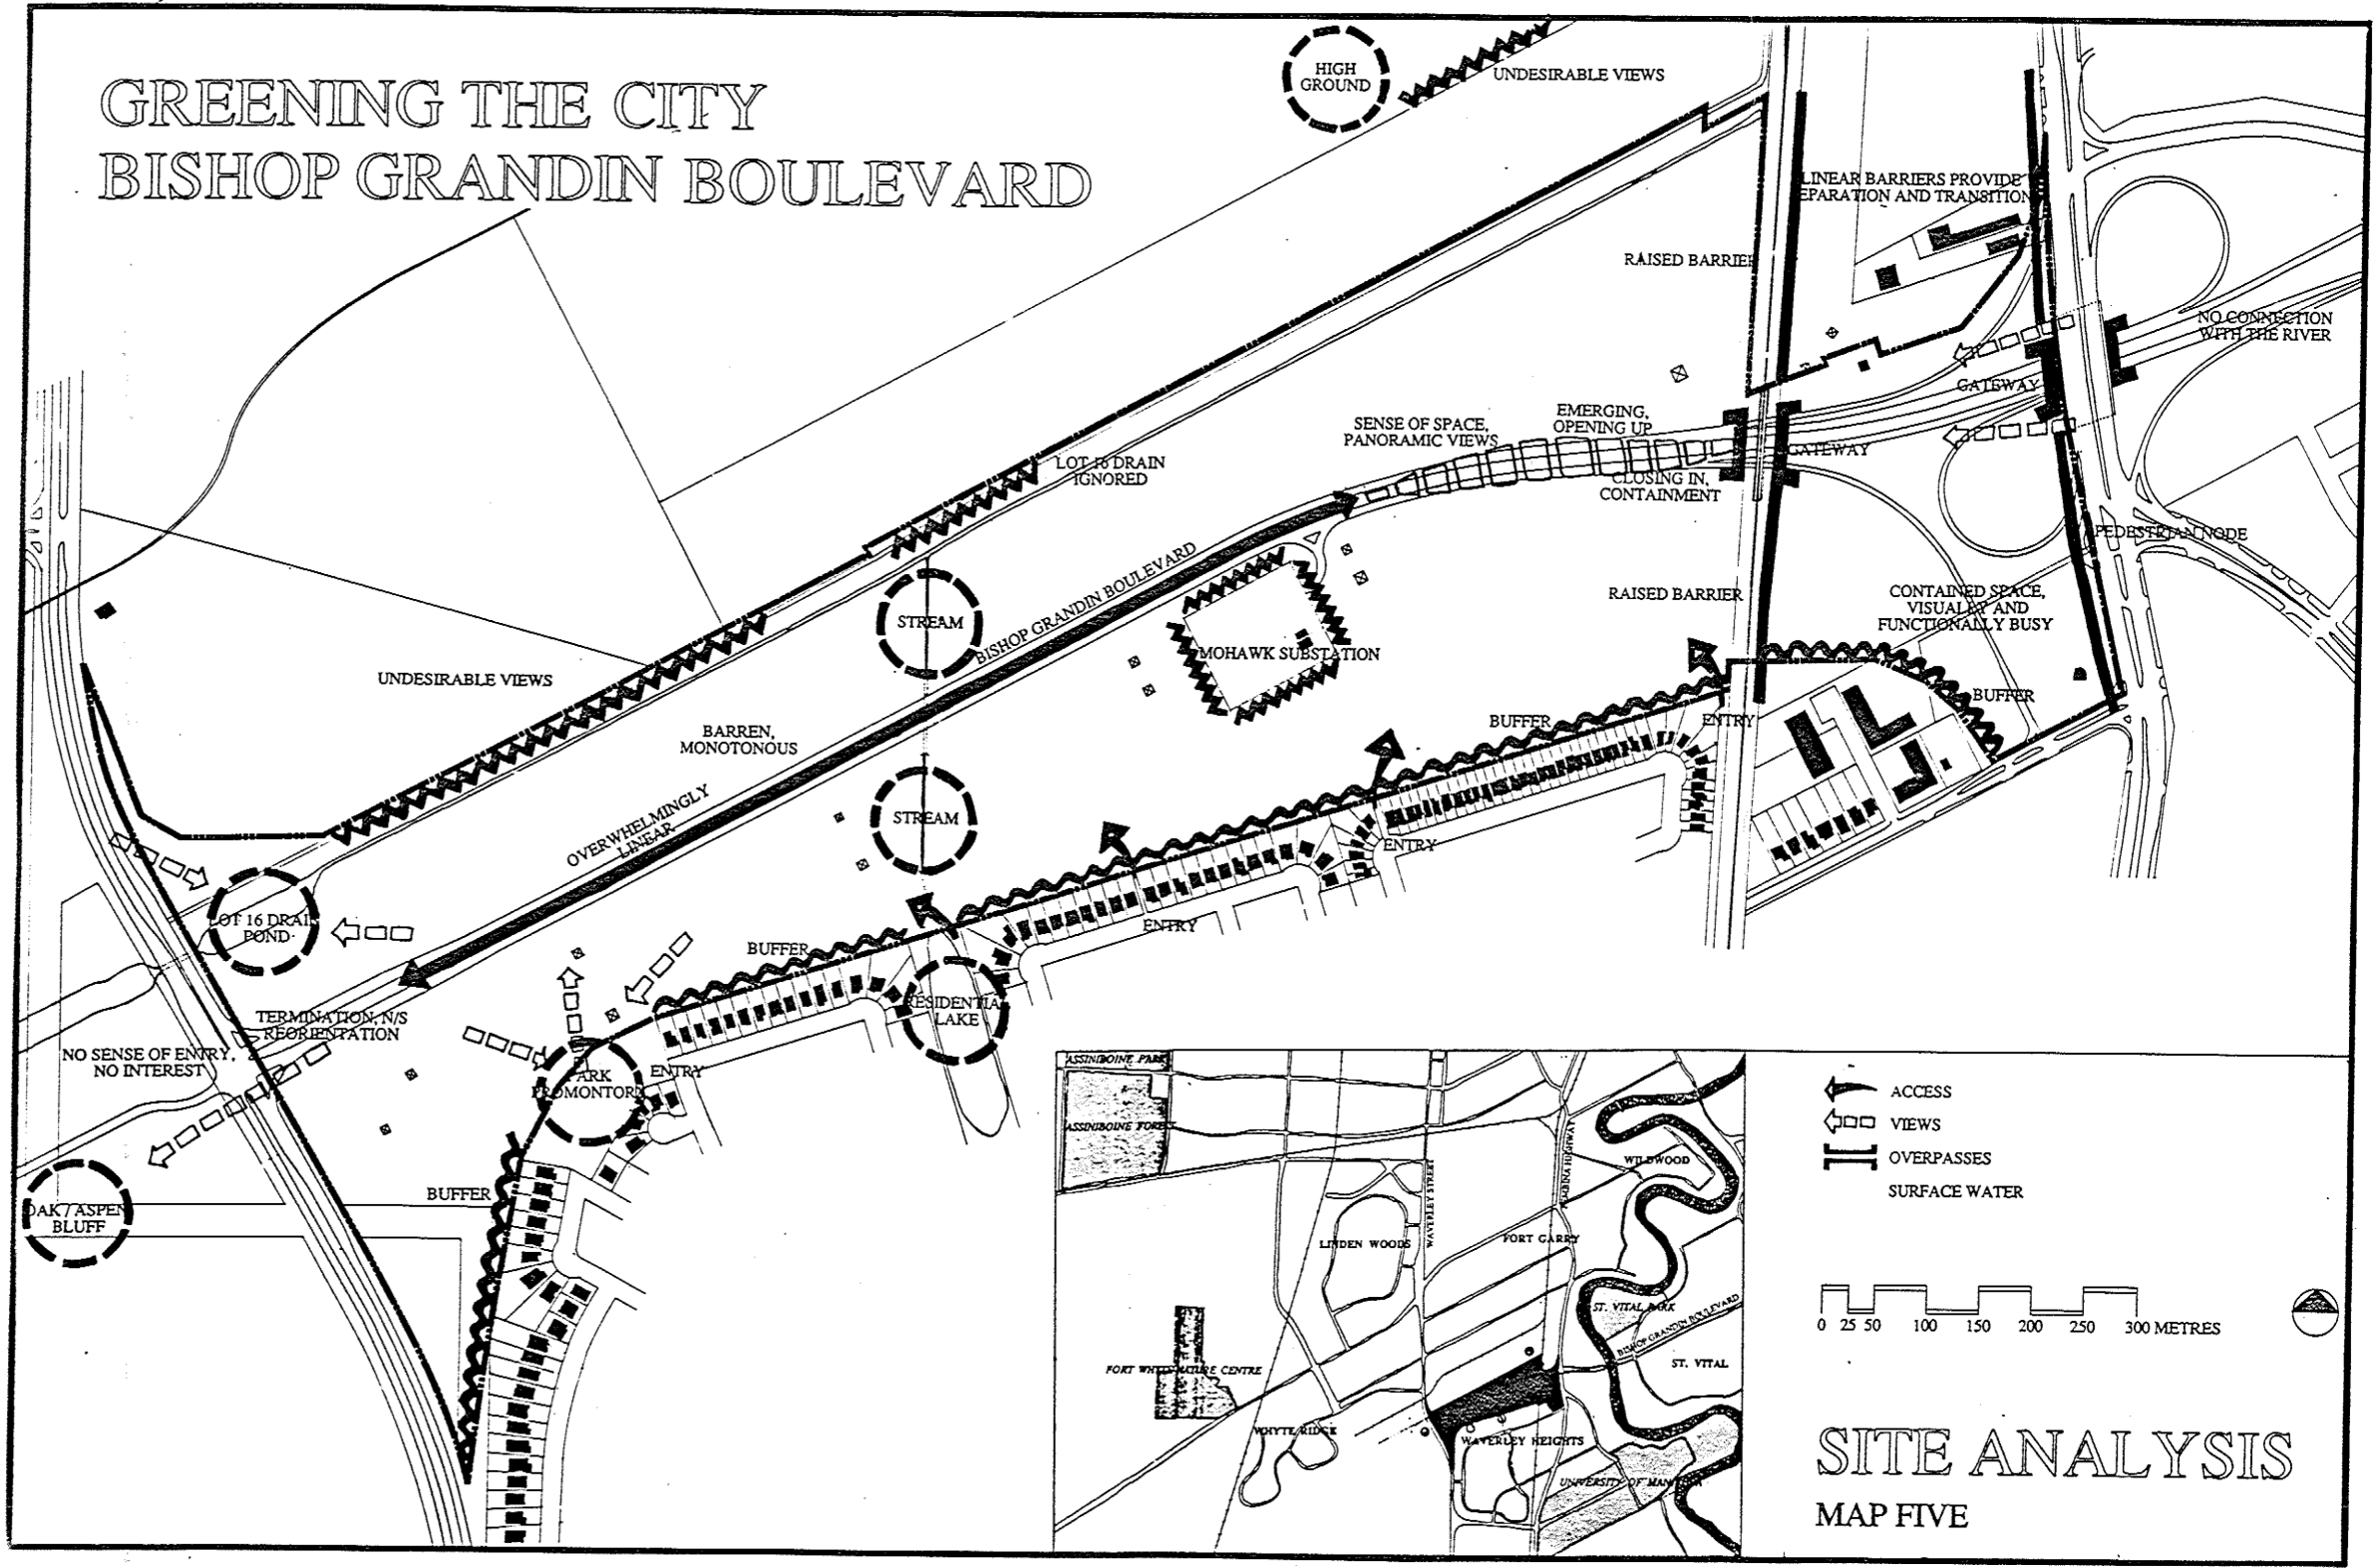 GREENING THE CITY
BISHOP GRANDIN BOULEVARD
HIGH
GROUND
UNDESIRABLE VIEWS
LINEAR BARRIERS PROVIDE
EPARATION AND TRANSITION
RAISED BARRIER
NO CONNECTION
WITH THE RIVER
GATEWAY
EMERGING,
OPENING UP
SENSE OF SPACE,
PANORAMIC VIEWS
GATEWAY
CLOSING IN,
CONTAINMENT
LOT 16 DRAIN
IGNORED
PEDESTRIAN NODE
BISHOP GRANDIN BOULEVARD
RAISED BARRIER
CONTAINED SPACE,
VISUALLY AND
FUNCTIONALLY BUSY
STREAM
MOHAWK SUBSTATION
UNDESIRABLE VIEWS
BUFFER
BUFFER
ENTRY
BARREN,
MONOTONOUS
OVERWHELMINGLY
LINEAR
STREAM
ENTRY
LOT 16 DRAIN
POND
ENTRY
BUFFER
RESIDENTIAL
LAKE
TERMINATION, N/S
REORIENTATION
NO SENSE OF ENTRY,
NO INTEREST
PARK
PROMONTORY
ENTRY
BUFFER
OAK / ASPEN
BLUFF
ASSINIBOINE PARK
ASSINIBOINE FOREST
WAVERLEY STREET
PEMBINA HIGHWAY
WILDWOOD
LINDEN WOODS
FORT GARRY
ST. VITAL PARK
BISHOP GRANDIN BOULEVARD
ST. VITAL
FORT WHYTE NATURE CENTRE
WHYTE RIDGE
WAVERLEY HEIGHTS
UNIVERSITY OF MANITOBA
ACCESS
VIEWS
OVERPASSES
SURFACE WATER
0 25 50 100 150 200 250 300 METRES
SITE ANALYSIS
MAP FIVE